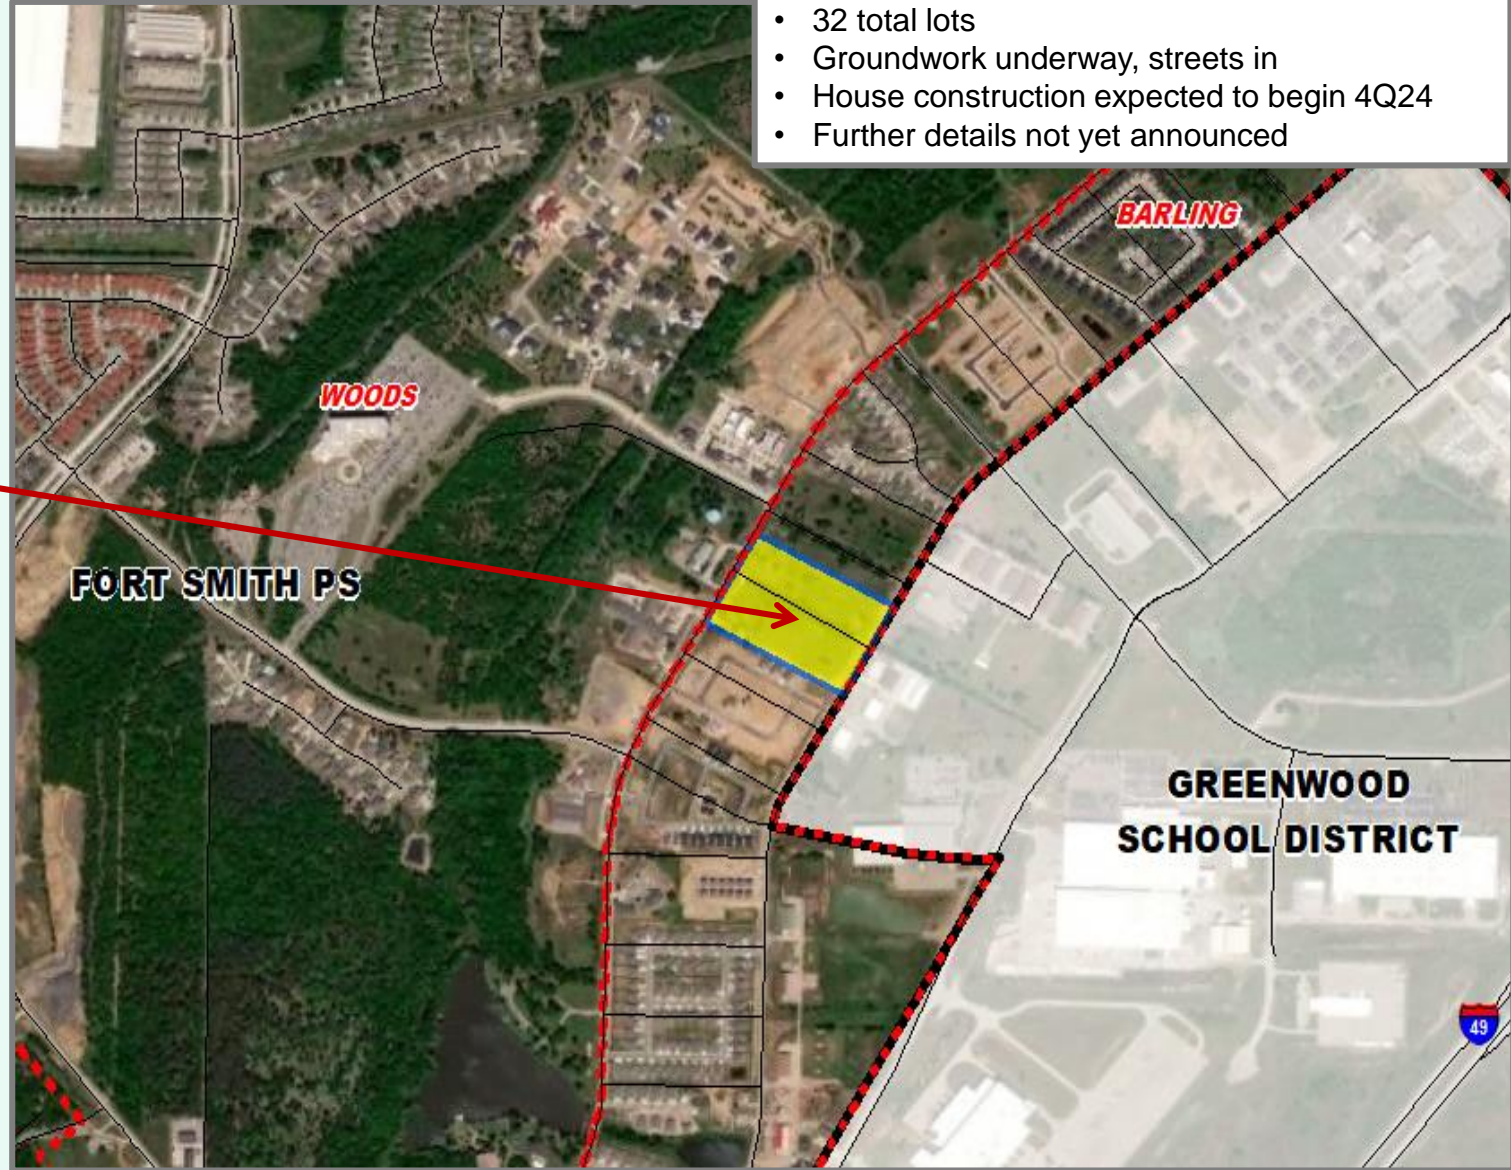 • 32 total lots
• Groundwork underway, streets in
• House construction expected to begin 4Q24
• Further details not yet announced
BARLING
WOODS
FORT SMITH PS
GREENWOOD
SCHOOL DISTRICT
49